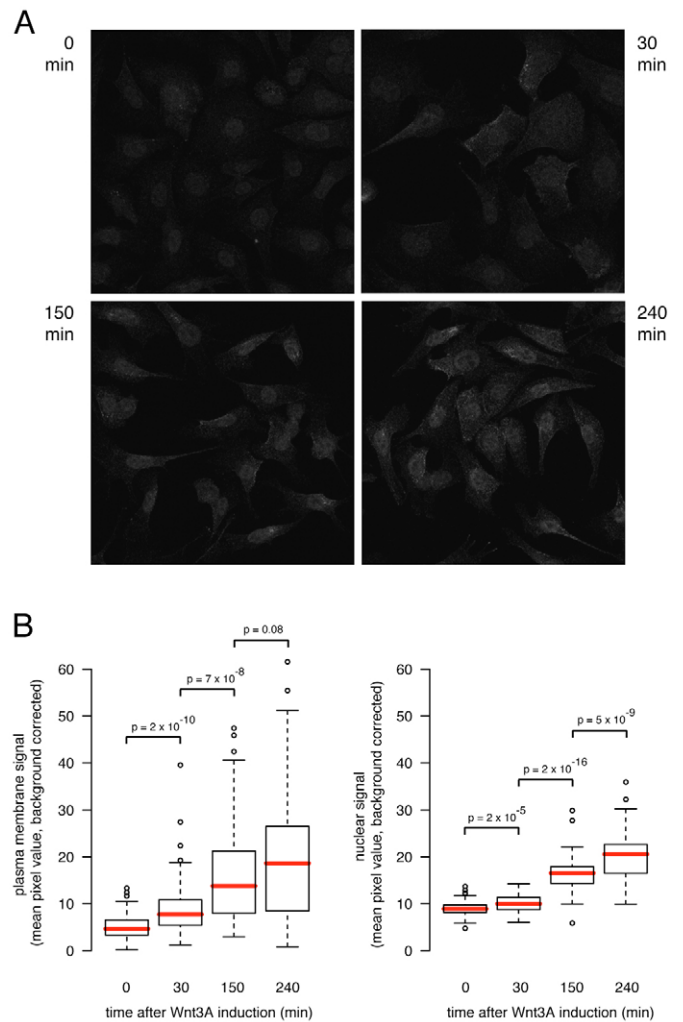 A
0
min
30
min
150
min
240
min
B
p = 0.08
p = 7 x 10^-8
p = 2 x 10^-10
60
50
40
30
20
10
0
plasma membrane signal
(mean pixel value, background corrected)
0 30 150 240
time after Wnt3A induction (min)
p = 5 x 10^-9
p = 2 x 10^-16
p = 2 x 10^-5
60
50
40
30
20
10
0
nuclear signal
(mean pixel value, background corrected)
0 30 150 240
time after Wnt3A induction (min)